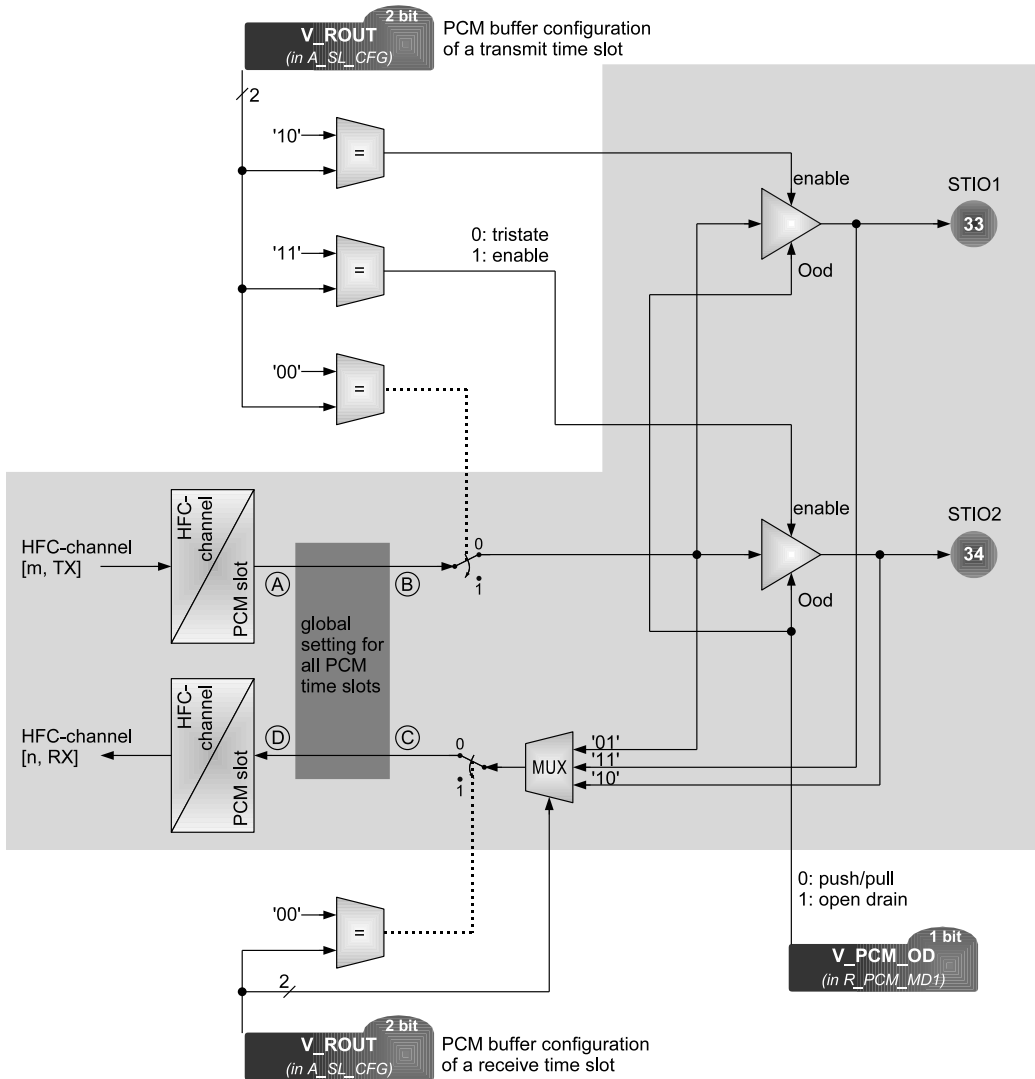 2 bit
V_ROUT
(in A_SL_CFG)
PCM buffer configuration
of a transmit time slot
2
'10'
=
enable
STIO1
33
'11'
=
0: tristate
1: enable
Ood
'00'
=
enable
STIO2
34
HFC-channel
[m, TX]
HFC-
channel
PCM slot
A
B
0
1
Ood
global
setting for
all PCM
time slots
HFC-channel
[n, RX]
HFC-
channel
PCM slot
D
C
0
1
MUX
'01'
'11'
'10'
0: push/pull
1: open drain
'00'
=
2
1 bit
V_PCM_OD
(in R_PCM_MD1)
2 bit
V_ROUT
(in A_SL_CFG)
PCM buffer configuration
of a receive time slot